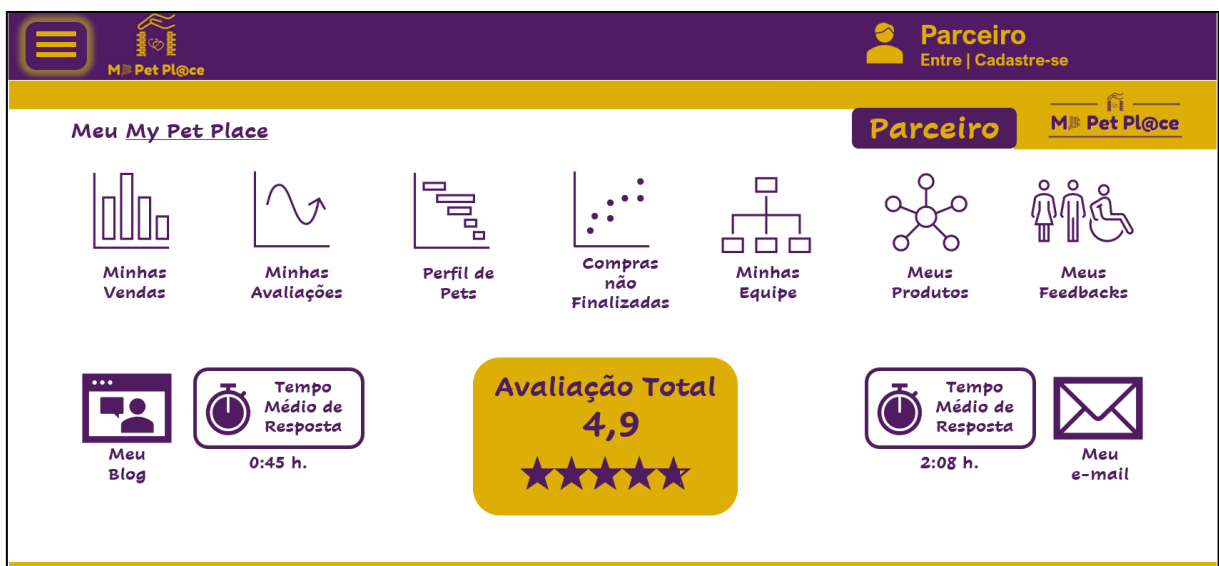 Parceiro
Entre | Cadastre-se
My Pet Pl@ce
Meu My Pet Place
Parceiro
My Pet Pl@ce
Minhas
Vendas
Minhas
Avaliações
Perfil de
Pets
Compras
não
Finalizadas
Minhas
Equipe
Meus
Produtos
Meus
Feedbacks
Meu
Blog
Tempo
Médio de
Resposta
0:45 h.
Avaliação Total
4,9
Tempo
Médio de
Resposta
2:08 h.
Meu
e-mail